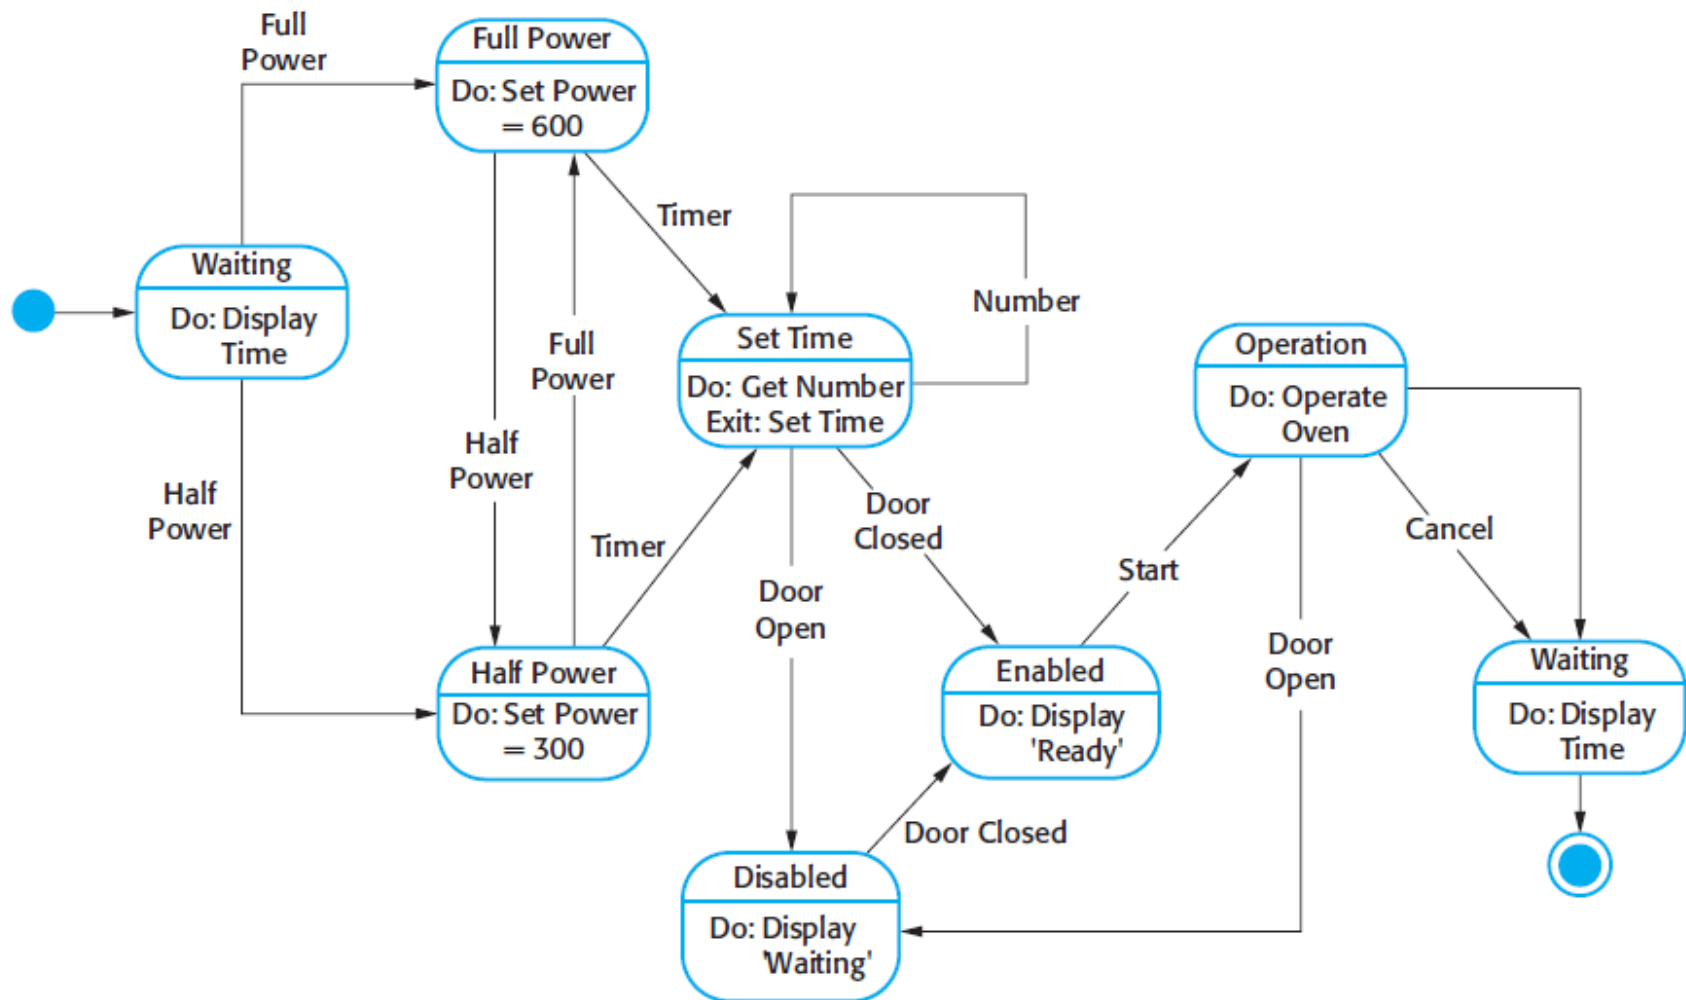 Full
Power
Full Power
Do: Set Power
= 600
Timer
Waiting
Do: Display
Time
Number
Full
Power
Set Time
Do: Get Number
Exit: Set Time
Operation
Do: Operate
Oven
Half
Power
Half
Power
Timer
Door
Closed
Cancel
Start
Door
Open
Door
Open
Half Power
Do: Set Power
= 300
Enabled
Do: Display
'Ready'
Waiting
Do: Display
Time
Door Closed
Disabled
Do: Display
'Waiting'